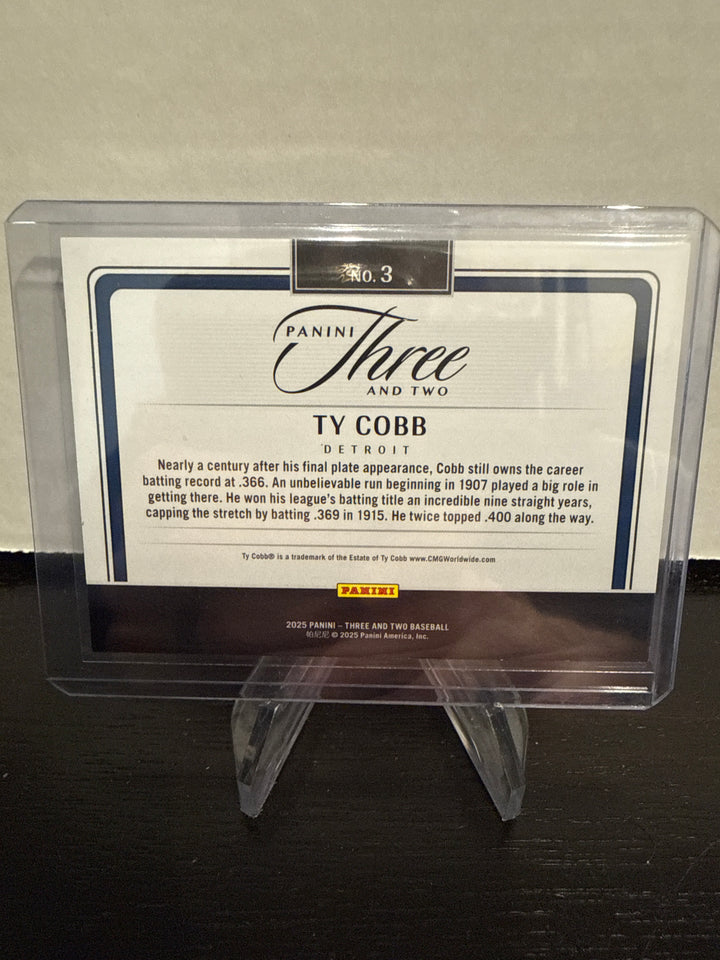 No. 3
PANINI
Three
AND TWO
TY COBB
DETROIT
Nearly a century after his final plate appearance, Cobb still owns the career
batting record at .366. An unbelievable run beginning in 1907 played a big role in
getting there. He won his league's batting title an incredible nine straight years,
capping the stretch by batting .369 in 1915. He twice topped .400 along the way.
Ty Cobb® is a trademark of the Estate of Ty Cobb www.CMGWorldwide.com
PANINI
2025 PANINI – THREE AND TWO BASEBALL
帕尼尼 © 2025 Panini America, Inc.